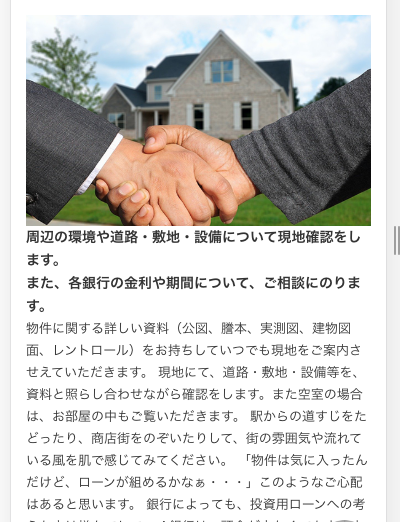 周辺の環境や道路・敷地・設備について現地確認をし
ます。
また、各銀行の金利や期間について、ご相談にのりま
す。
物件に関する詳しい資料（公図、謄本、実測図、建物図
面、レントロール）をお持ちしていつでも現地をご案内さ
せていただきます。 現地にて、道路・敷地・設備等を、
資料と照らし合わせながら確認をします。また空室の場合
は、お部屋の中もご覧いただきます。 駅からの道すじをた
どったり、商店街をのぞいたりして、街の雰囲気や流れて
いる風を肌で感じてみてください。 「物件は気に入ったん
だけど、ローンが組めるかなぁ・・・」このようなご心配
はあると思います。 銀行によっても、投資用ローンへの考